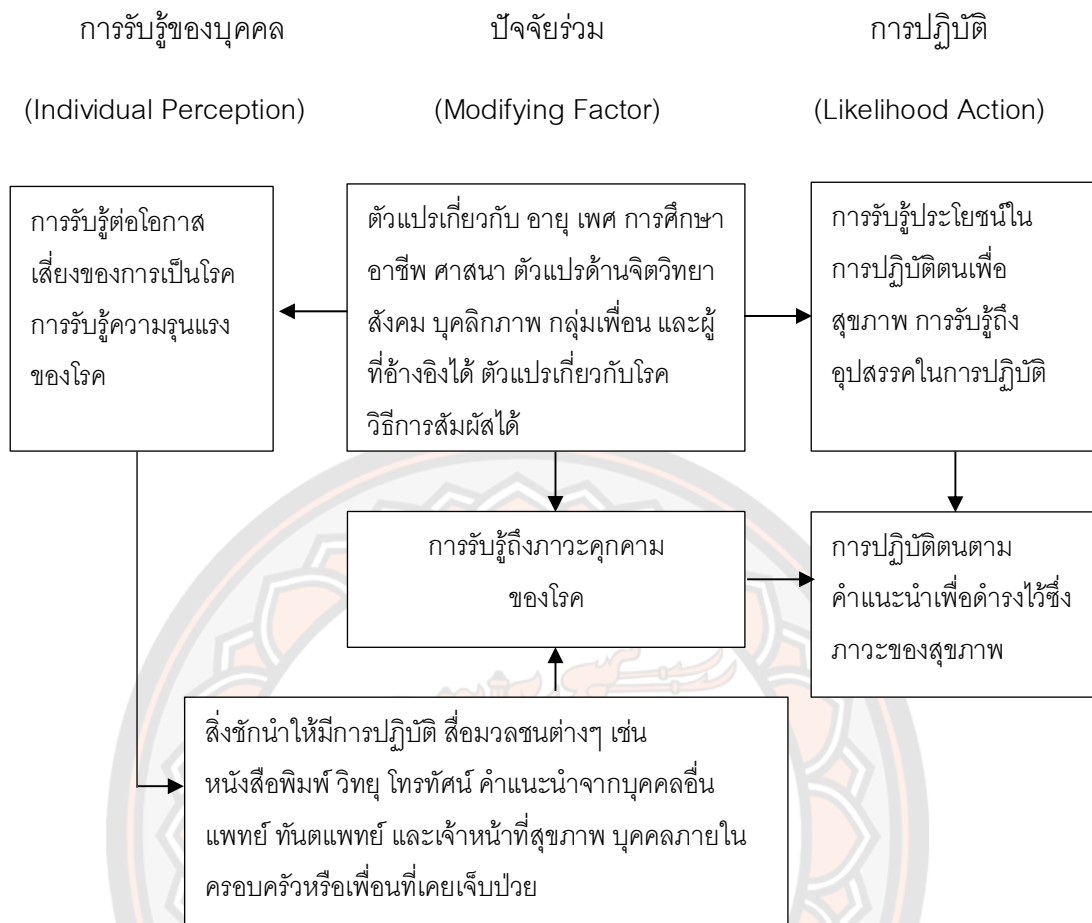 การรับรู้ของบุคคล
ปัจจัยร่วม
การปฏิบัติ
(Individual Perception)
(Modifying Factor)
(Likelihood Action)
การรับรู้ต่อโอกาส
เสี่ยงของการเป็นโรค
การรับรู้ความรุนแรง
ของโรค
ตัวแปรเกี่ยวกับ อายุ เพศ การศึกษา
อาชีพ ศาสนา ตัวแปรด้านจิตวิทยา
สังคม บุคลิกภาพ กลุ่มเพื่อน และผู้
ที่อ้างอิงได้ ตัวแปรเกี่ยวกับโรค
วิธีการสัมผัสได้
การรับรู้ประโยชน์ใน
การปฏิบัติตนเพื่อ
สุขภาพ การรับรู้ถึง
อุปสรรคในการปฏิบัติ
การรับรู้ถึงภาวะคุกคาม
ของโรค
การปฏิบัติตนตาม
คำแนะนำเพื่อดำรงไว้ซึ่ง
ภาวะของสุขภาพ
สิ่งชักนำให้มีการปฏิบัติ สื่อมวลชนต่างๆ เช่น
หนังสือพิมพ์ วิทยุ โทรทัศน์ คำแนะนำจากบุคคลอื่น
แพทย์ ทันตแพทย์ และเจ้าหน้าที่สุขภาพ บุคคลภายใน
ครอบครัวหรือเพื่อนที่เคยเจ็บป่วย